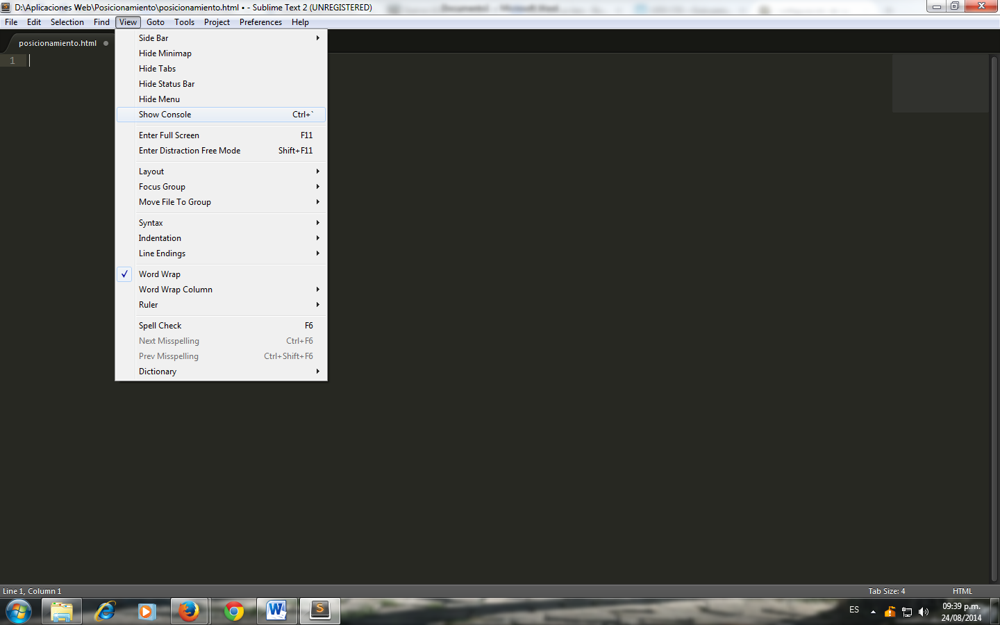 D:\Aplicaciones Web\Posicionamiento\posicionamiento.html • - Sublime Text 2 (UNREGISTERED)
File Edit Selection Find View Goto Tools Project Preferences Help
posicionamiento.html
1
Side Bar
Hide Minimap
Hide Tabs
Hide Status Bar
Hide Menu
Show Console Ctrl+`
Enter Full Screen F11
Enter Distraction Free Mode Shift+F11
Layout
Focus Group
Move File To Group
Syntax
Indentation
Line Endings
Word Wrap
Word Wrap Column
Ruler
Spell Check F6
Next Misspelling Ctrl+F6
Prev Misspelling Ctrl+Shift+F6
Dictionary
Line 1, Column 1 Tab Size: 4 HTML
ES
09:39 p.m.
24/08/2014